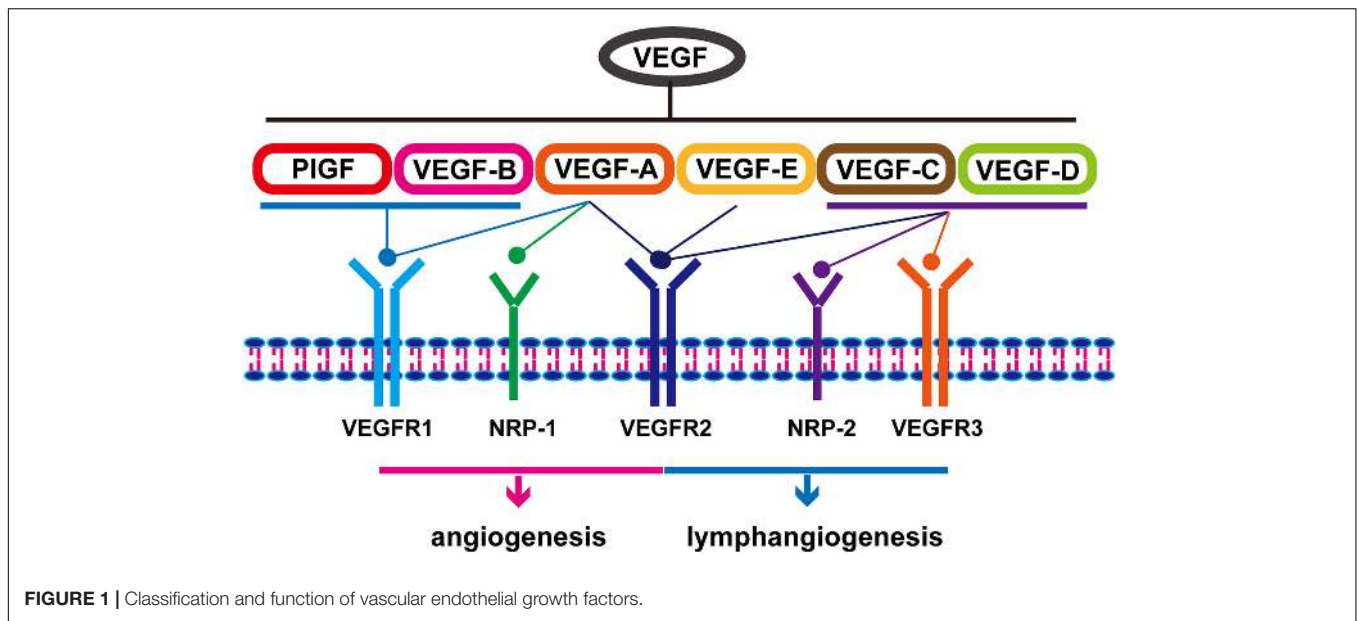 VEGF
PIGF VEGF-B VEGF-A VEGF-E VEGF-C VEGF-D
VEGFR1 NRP-1 VEGFR2 NRP-2 VEGFR3
angiogenesis lymphangiogenesis
FIGURE 1 | Classification and function of vascular endothelial growth factors.